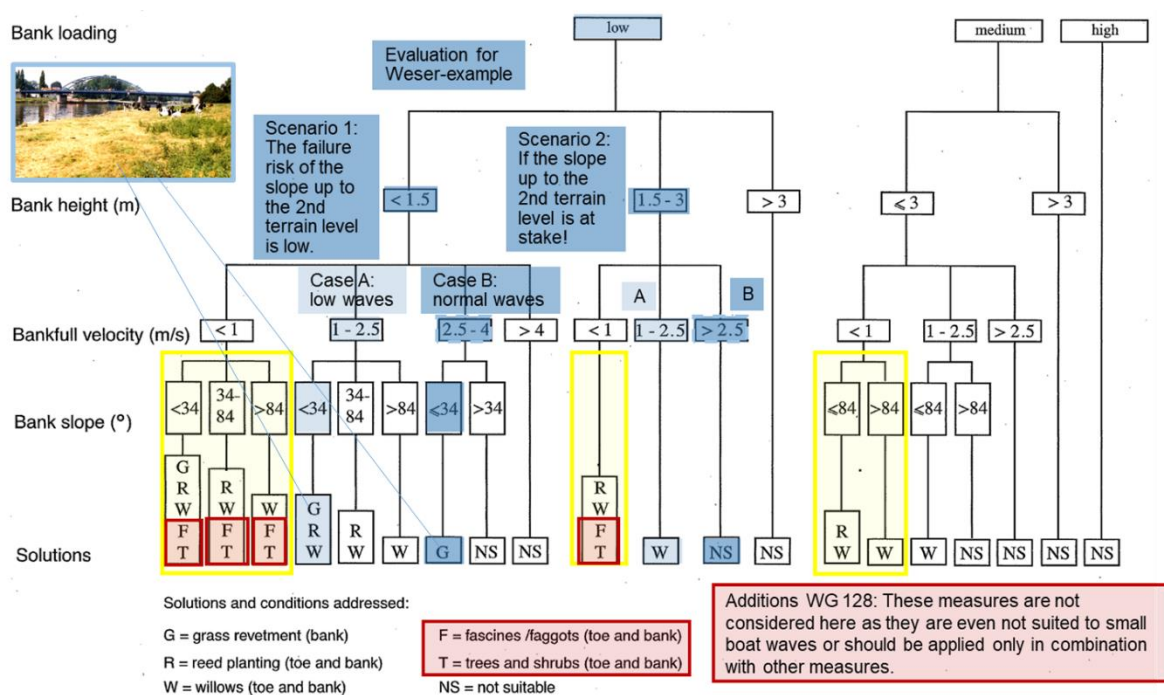 Bank loading
low
medium
high
Evaluation for
Weser-example
Scenario 1:
The failure
risk of the
slope up to
the 2nd
terrain level
is low.
Scenario 2:
If the slope
up to the
2nd terrain
level is at
stake!
Bank height (m)
< 1.5
1.5 - 3
> 3
⩽ 3
> 3
Case A:
low waves
Case B:
normal waves
A
B
Bankfull velocity (m/s)
< 1
1 - 2.5
2.5 - 4
> 4
< 1
1 - 2.5
> 2.5
< 1
1 - 2.5
> 2.5
Bank slope (°)
<34
34-
84
>84
<34
34-
84
>84
⩽34
>34
⩽84
>84
⩽84
>84
Solutions
G
R
W
F
T
R
W
F
T
W
F
T
G
R
W
R
W
W
G
NS
NS
R
W
F
T
W
NS
NS
R
W
W
W
NS
NS
NS
NS
Solutions and conditions addressed:
G = grass revetment (bank)
R = reed planting (toe and bank)
W = willows (toe and bank)
F = fascines /faggots (toe and bank)
T = trees and shrubs (toe and bank)
NS = not suitable
Additions WG 128: These measures are not
considered here as they are even not suited to small
boat waves or should be applied only in combination
with other measures.